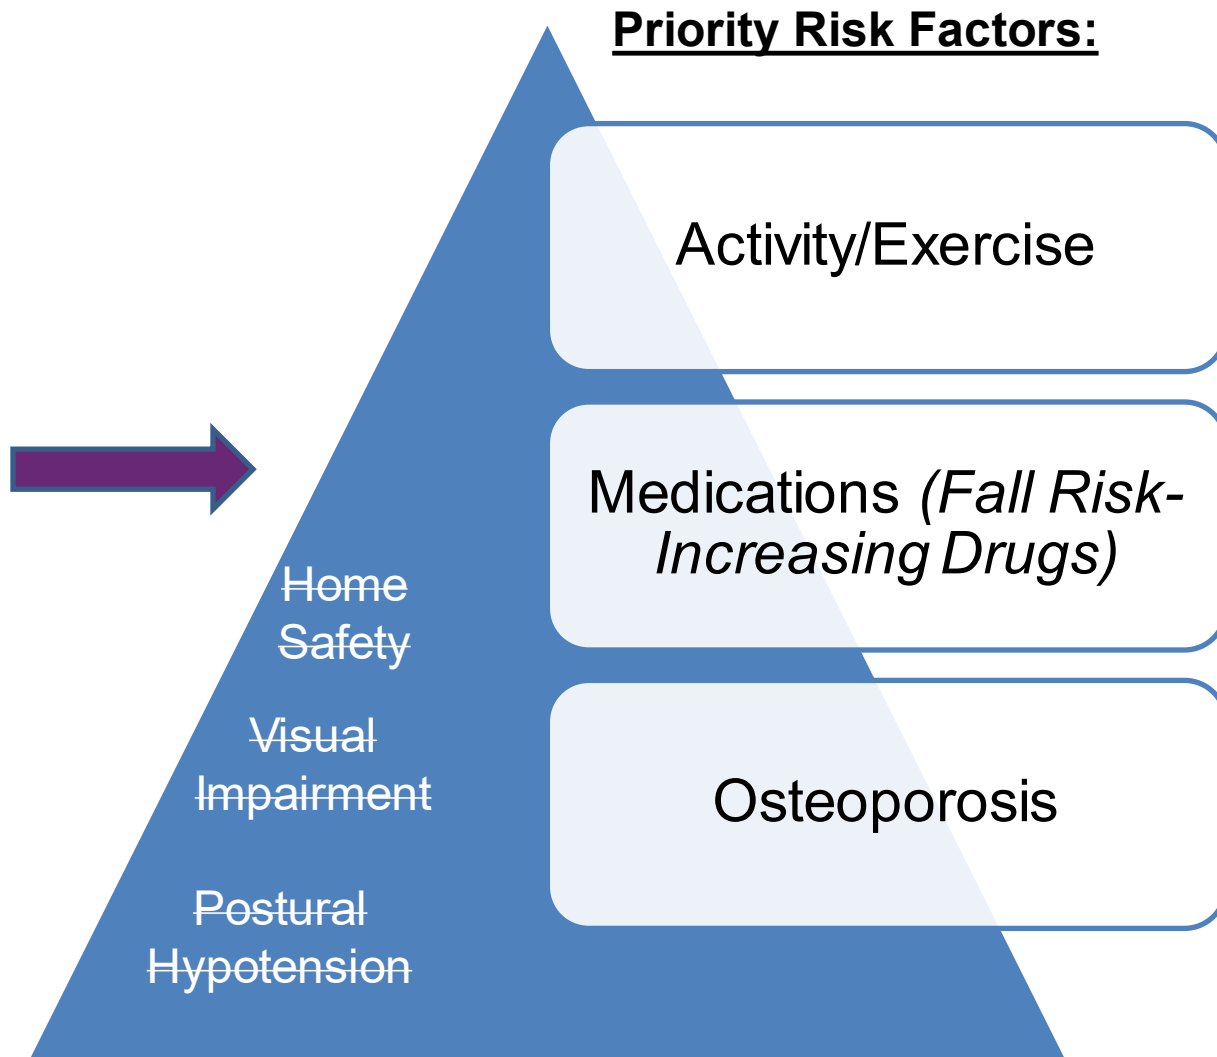 Priority Risk Factors:
Activity/Exercise
Medications (Fall Risk-
Increasing Drugs)
Osteoporosis
Home
Safety
Visual
Impairment
Postural
Hypotension